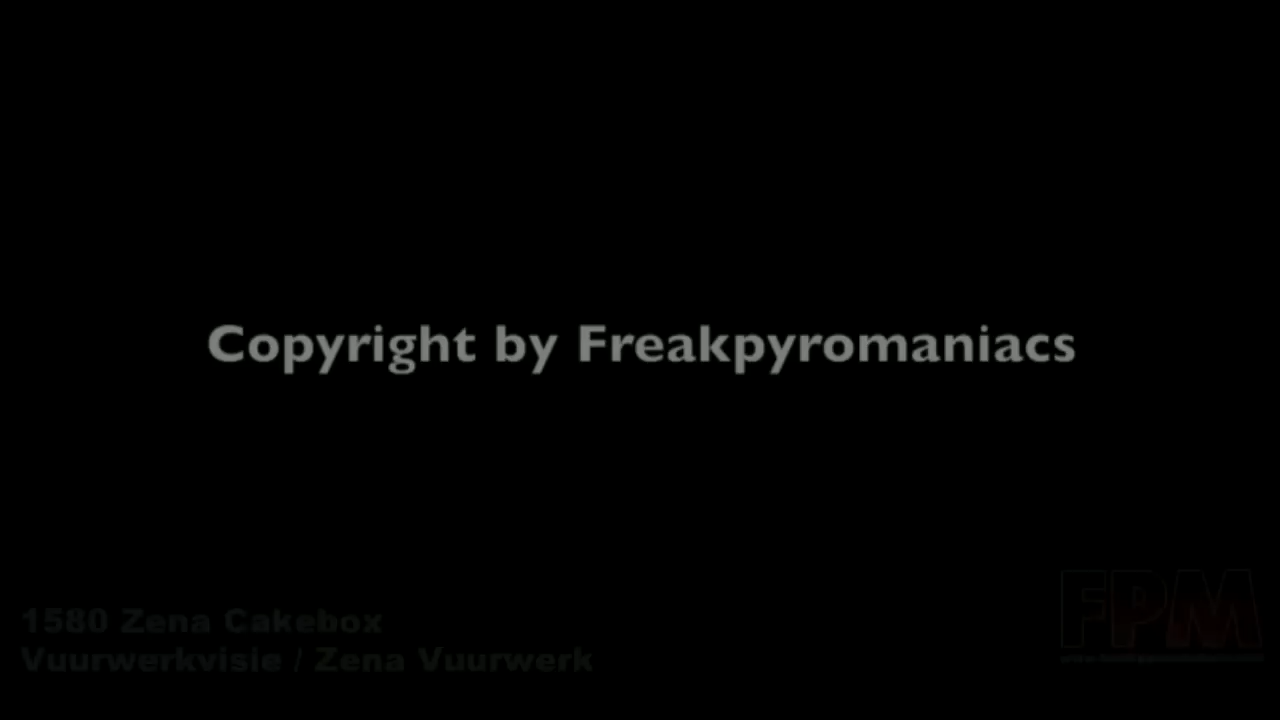 Copyright by Freakpyromaniacs
1580 Zena Cakebox
Vuurwerkvisie / Zena Vuurwerk
FPM